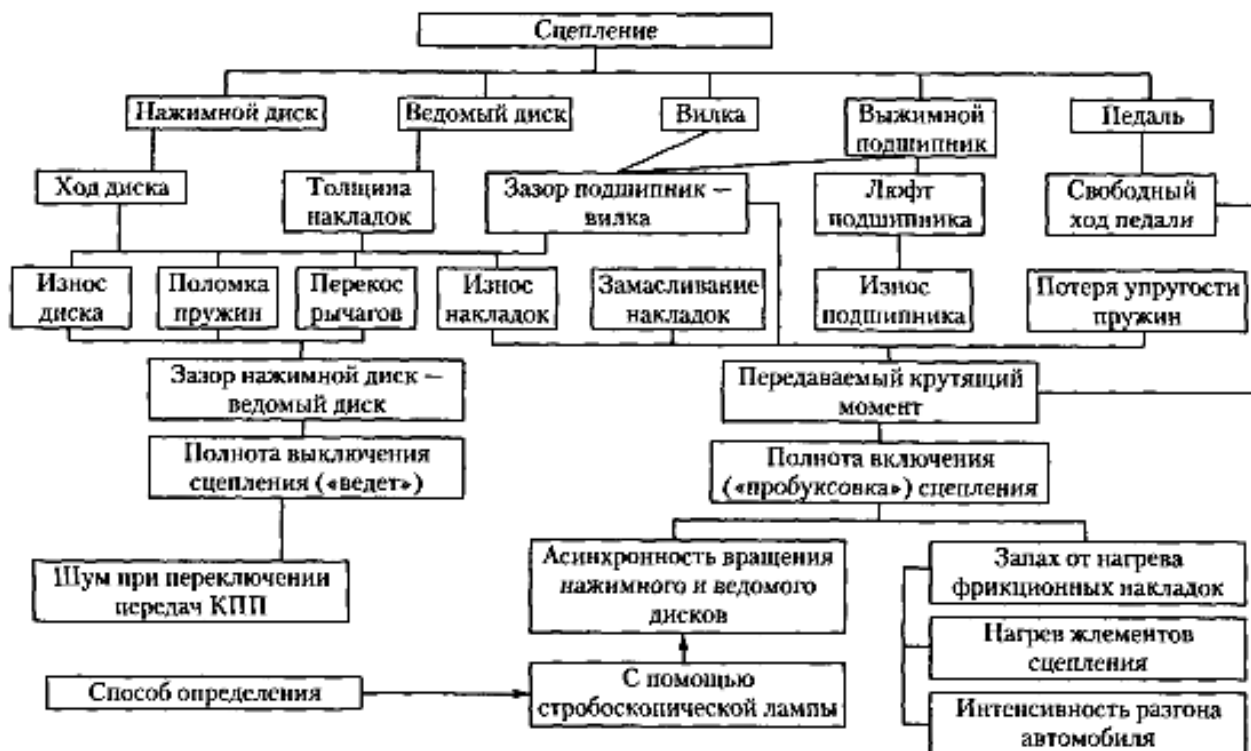 Сцепление
Нажимной диск
Ведомый диск
Вилка
Выжимной
подшипник
Педаль
Ход диска
Толщина
накладок
Зазор подшипник –
вилка
Люфт
подшипника
Свободный
ход педали
Износ
диска
Поломка
пружин
Перекос
рычагов
Износ
накладок
Замасливание
накладок
Износ
подшипника
Потеря упругости
пружин
Зазор нажимной диск –
ведомый диск
Передаваемый крутящий
момент
Полнота выключения
сцепления («ведет»)
Полнота включения
(«пробуксовка») сцепления
Шум при переключении
передач КПП
Асинхронность вращения
нажимного и ведомого
дисков
Запах от нагрева
фрикционных накладок
Нагрев жлементов
сцепления
Способ определения
С помощью
стробоскопической лампы
Интенсивность разгона
автомобиля